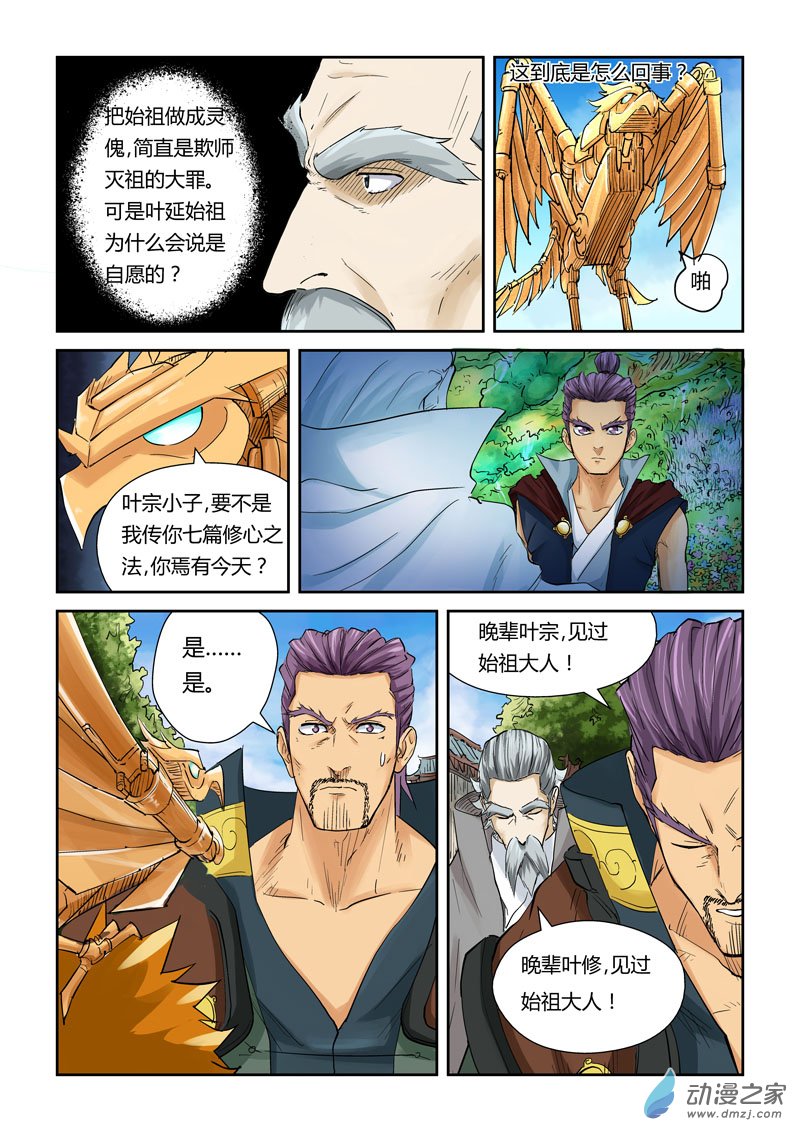 把始祖做成灵
傀,简直是欺师
灭祖的大罪。
可是叶延始祖
为什么会说是
自愿的？
这到底是怎么回事？
啪
叶宗小子,要不是
我传你七篇修心之
法,你焉有今天？
是……
是。
晚辈叶宗,见过
始祖大人！
晚辈叶修,见过
始祖大人！
动漫之家
www.dmzj.com